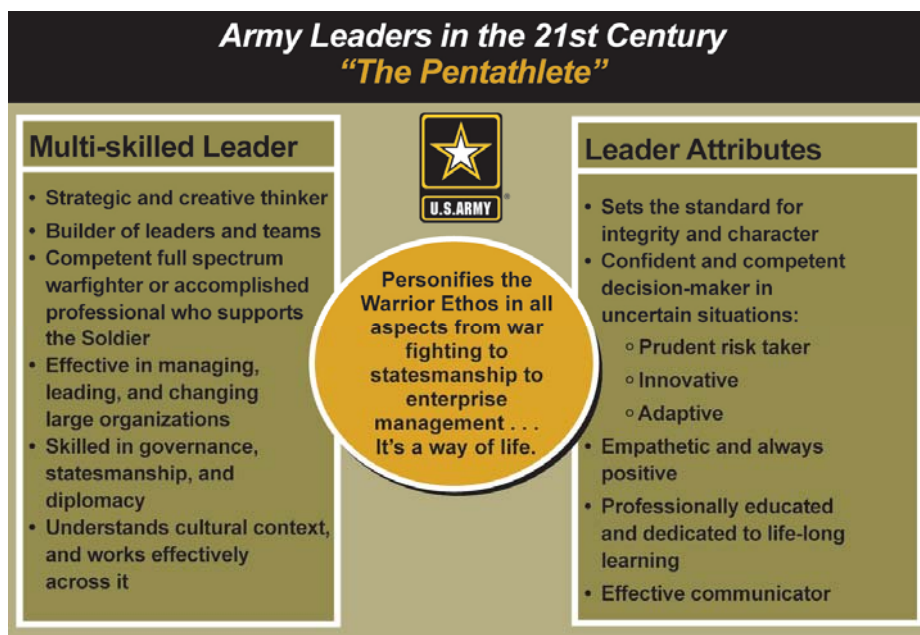 Army Leaders in the 21st Century
“The Pentathlete”
Multi-skilled Leader
• Strategic and creative thinker
• Builder of leaders and teams
• Competent full spectrum
warfighter or accomplished
professional who supports
the Soldier
• Effective in managing,
leading, and changing
large organizations
• Skilled in governance,
statesmanship, and
diplomacy
• Understands cultural context,
and works effectively
across it
U.S.ARMY
®
Personifies the
Warrior Ethos in all
aspects from war
fighting to
statesmanship to
enterprise
management . . .
It’s a way of life.
Leader Attributes
• Sets the standard for
integrity and character
• Confident and competent
decision-maker in
uncertain situations:
○ Prudent risk taker
○ Innovative
○ Adaptive
• Empathetic and always
positive
• Professionally educated
and dedicated to life-long
learning
• Effective communicator